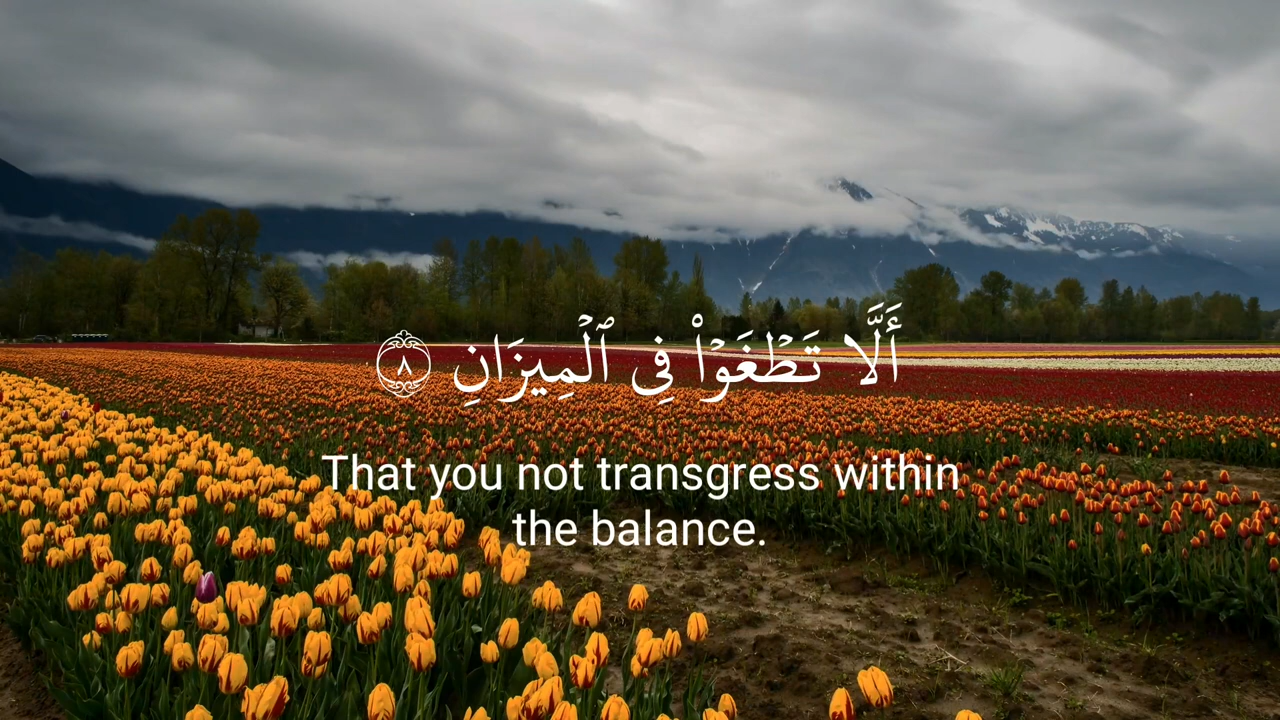 أَلَّا تَطْغَوْا۟ فِى ٱلْمِيزَانِ ٨
That you not transgress within
the balance.